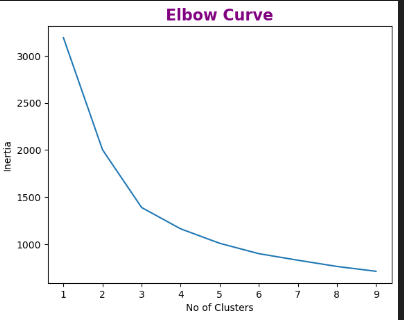 Elbow Curve
3000
2500
2000
1500
1000
Inertia
1 2 3 4 5 6 7 8 9
No of Clusters